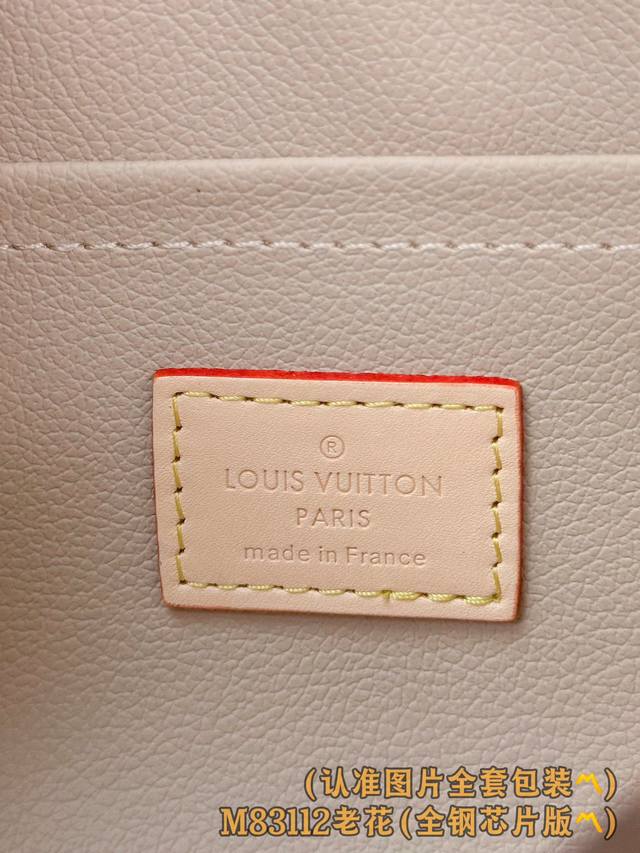 ®
LOUIS VUITTON
PARIS
made in France
(认准图片全套包装〽)
M83112老花(全钢芯片版〽)